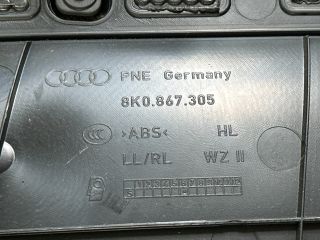 PNE Germany
8K0.867.305
>ABS< HL
LL/RL WZ II